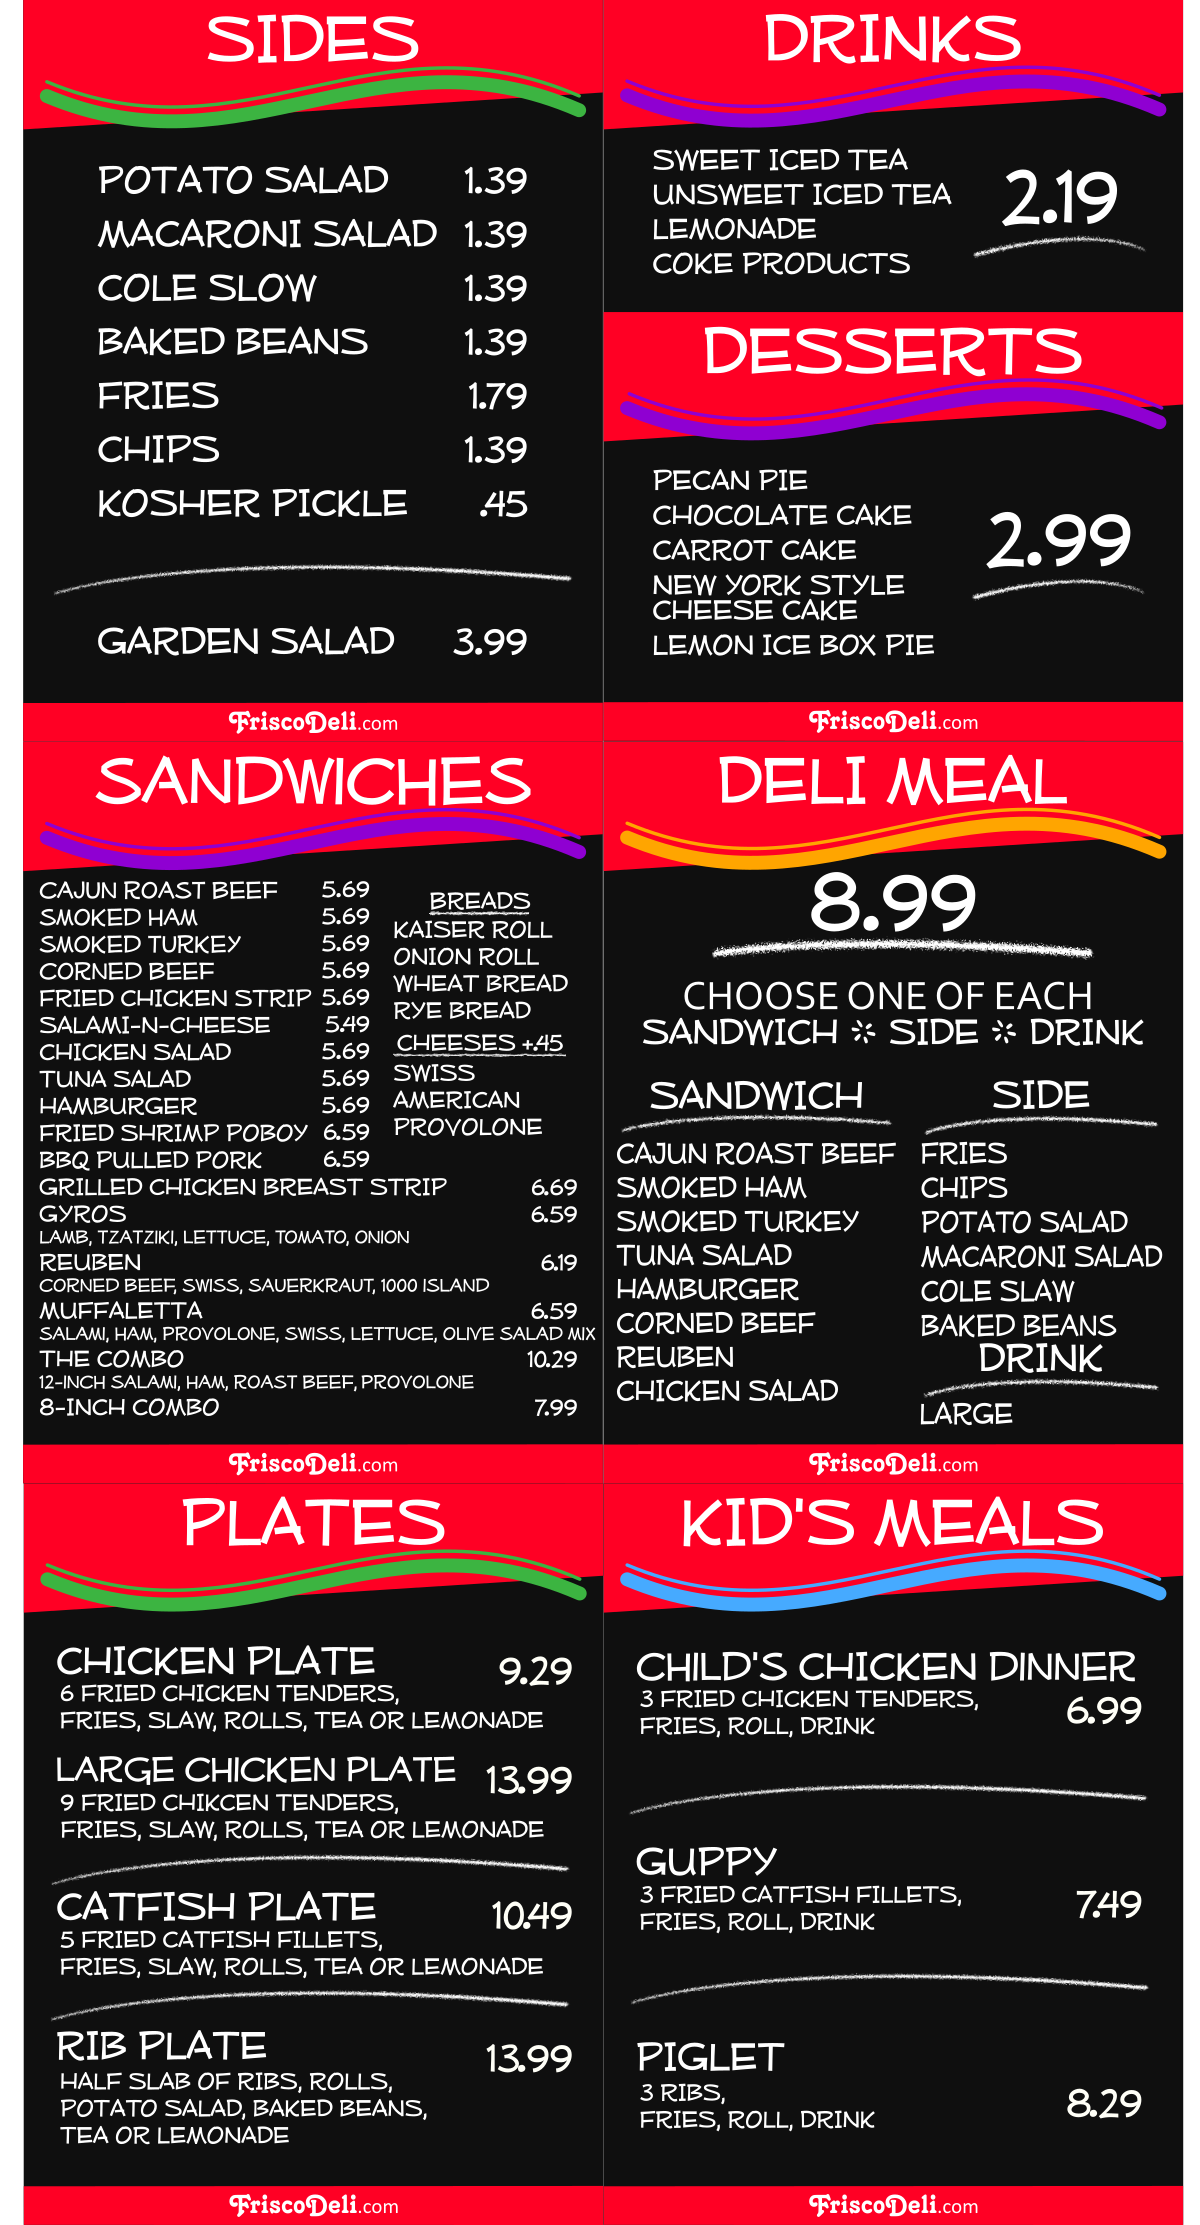 SIDES
POTATO SALAD 1.39
MACARONI SALAD 1.39
COLE SLOW 1.39
BAKED BEANS 1.39
FRIES 1.79
CHIPS 1.39
KOSHER PICKLE .45
GARDEN SALAD 3.99
FriscoDeli.com
DRINKS
SWEET ICED TEA
UNSWEET ICED TEA
LEMONADE
COKE PRODUCTS
2.19
DESSERTS
PECAN PIE
CHOCOLATE CAKE
CARROT CAKE
NEW YORK STYLE
CHEESE CAKE
LEMON ICE BOX PIE
2.99
FriscoDeli.com
SANDWICHES
CAJUN ROAST BEEF 5.69
SMOKED HAM 5.69
SMOKED TURKEY 5.69
CORNED BEEF 5.69
FRIED CHICKEN STRIP 5.69
SALAMI-N-CHEESE 5.49
CHICKEN SALAD 5.69
TUNA SALAD 5.69
HAMBURGER 5.69
FRIED SHRIMP POBOY 6.59
BBQ PULLED PORK 6.59
BREADS
KAISER ROLL
ONION ROLL
WHEAT BREAD
RYE BREAD
CHEESES +.45
SWISS
AMERICAN
PROVOLONE
GRILLED CHICKEN BREAST STRIP 6.69
GYROS 6.59
LAMB, TZATZIKI, LETTUCE, TOMATO, ONION
REUBEN 6.19
CORNED BEEF, SWISS, SAUERKRAUT, 1000 ISLAND
MUFFALETTA 6.59
SALAMI, HAM, PROVOLONE, SWISS, LETTUCE, OLIVE SALAD MIX
THE COMBO 10.29
12-INCH SALAMI, HAM, ROAST BEEF, PROVOLONE
8-INCH COMBO 7.99
FriscoDeli.com
DELI MEAL
8.99
CHOOSE ONE OF EACH
SANDWICH SIDE DRINK
SANDWICH
CAJUN ROAST BEEF
SMOKED HAM
SMOKED TURKEY
TUNA SALAD
HAMBURGER
CORNED BEEF
REUBEN
CHICKEN SALAD
SIDE
FRIES
CHIPS
POTATO SALAD
MACARONI SALAD
COLE SLAW
BAKED BEANS
DRINK
LARGE
FriscoDeli.com
PLATES
CHICKEN PLATE 9.29
6 FRIED CHICKEN TENDERS,
FRIES, SLAW, ROLLS, TEA OR LEMONADE
LARGE CHICKEN PLATE 13.99
9 FRIED CHIKCEN TENDERS,
FRIES, SLAW, ROLLS, TEA OR LEMONADE
CATFISH PLATE 10.49
5 FRIED CATFISH FILLETS,
FRIES, SLAW, ROLLS, TEA OR LEMONADE
RIB PLATE 13.99
HALF SLAB OF RIBS, ROLLS,
POTATO SALAD, BAKED BEANS,
TEA OR LEMONADE
FriscoDeli.com
KID'S MEALS
CHILD'S CHICKEN DINNER
3 FRIED CHICKEN TENDERS,
FRIES, ROLL, DRINK
6.99
GUPPY
3 FRIED CATFISH FILLETS,
FRIES, ROLL, DRINK
7.49
PIGLET
3 RIBS,
FRIES, ROLL, DRINK
8.29
FriscoDeli.com